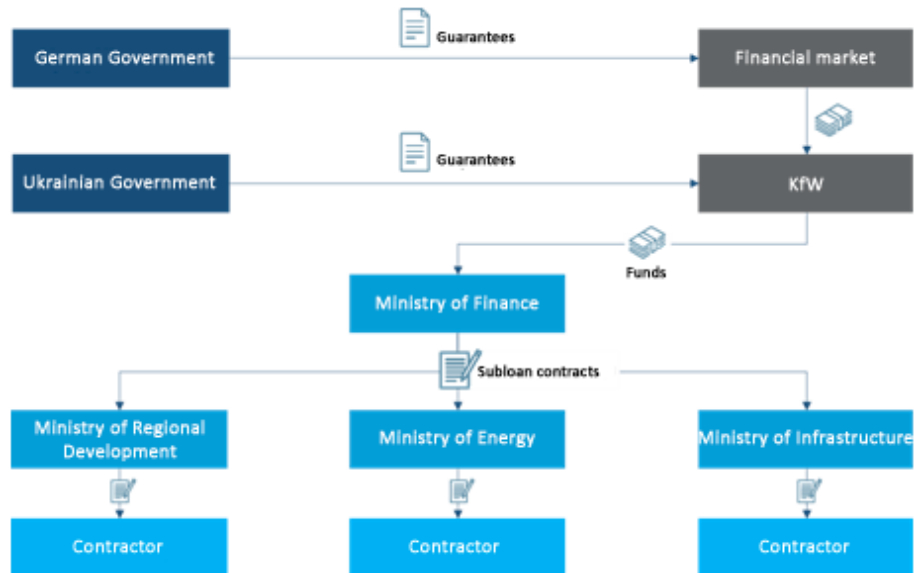 Guarantees
German Government
Financial market
Guarantees
Ukrainian Government
KfW
Funds
Ministry of Finance
Subloan contracts
Ministry of Regional
Development
Ministry of Energy
Ministry of Infrastructure
Contractor
Contractor
Contractor